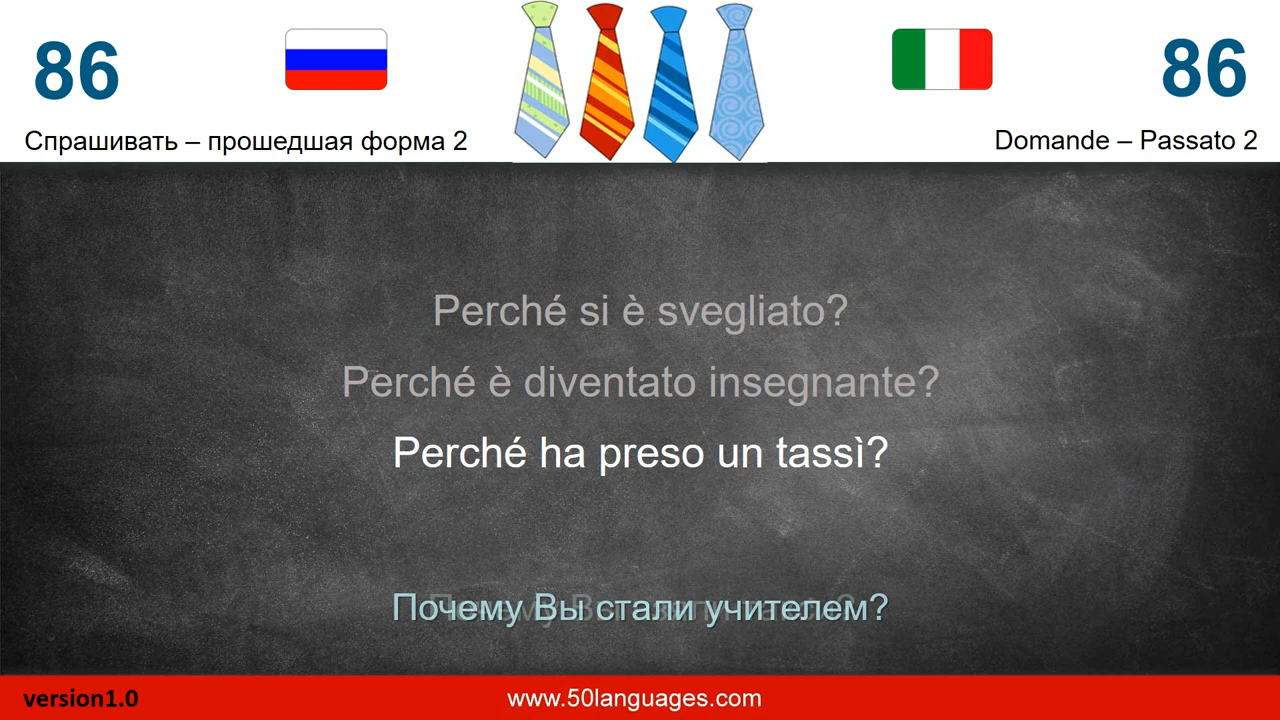 86
86
Спрашивать – прошедшая форма 2
Domande – Passato 2
Perché si è svegliato?
Perché è diventato insegnante?
Perché ha preso un tassì?
Почему Вы стали учителем?
version1.0
www.50languages.com